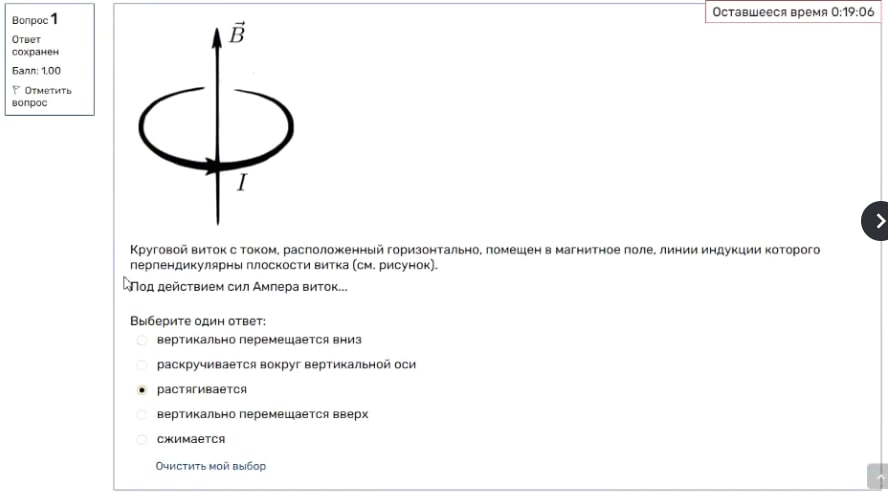 Вопрос 1
Ответ
сохранен
Балл: 1,00
Отметить
вопрос
Оставшееся время 0:19:06
B
I
Круговой виток с током, расположенный горизонтально, помещен в магнитное поле, линии индукции которого
перпендикулярны плоскости витка (см. рисунок).
Под действием сил Ампера виток...
Выберите один ответ:
вертикально перемещается вниз
раскручивается вокруг вертикальной оси
растягивается
вертикально перемещается вверх
сжимается
Очистить мой выбор